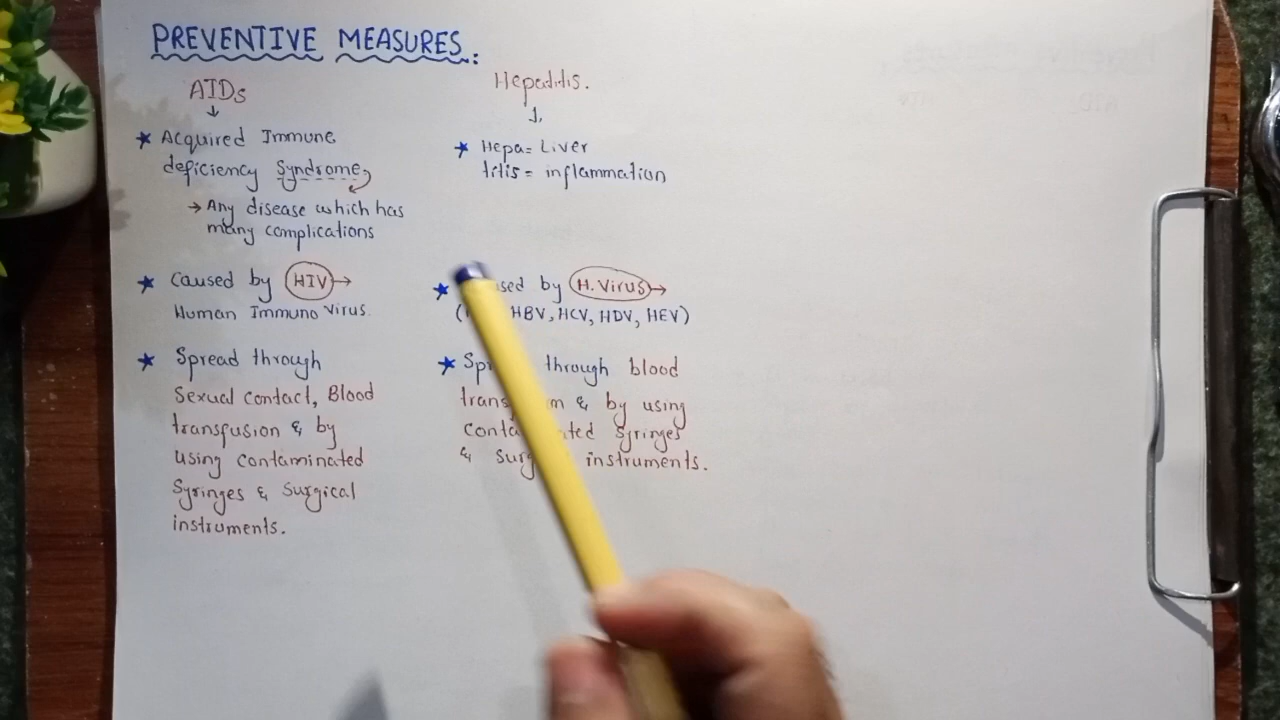 PREVENTIVE MEASURES.
AIDs
★ Acquired Immune
deficiency Syndrome
→ Any disease which has
many complications
★ Caused by HIV →
Human Immuno Virus.
★ Spread through
Sexual contact, Blood
transfusion & by
using contaminated
Syringes & Surgical
instruments.
Hepatitis.
★ Hepa = Liver
titis = inflammation
★ by H. Virus →
HBV, HCV, HDV, HEV)
★ through blood
& by using
Syringes
& instruments.